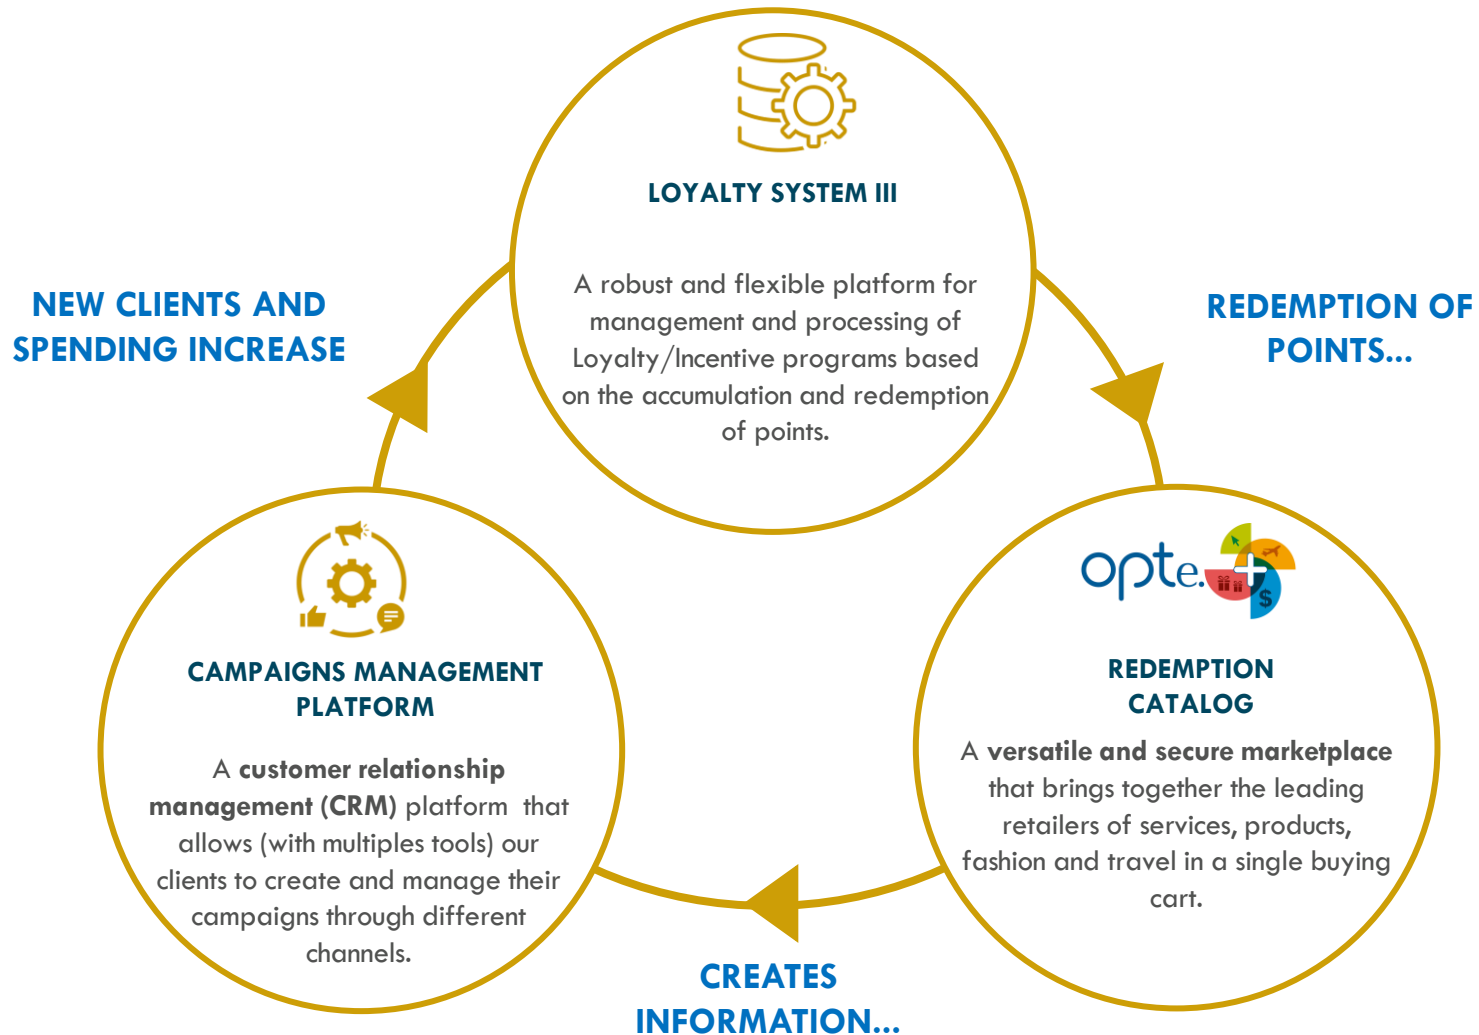 LOYALTY SYSTEM III
A robust and flexible platform for
management and processing of
Loyalty/Incentive programs based
on the accumulation and redemption
of points.
NEW CLIENTS AND
SPENDING INCREASE
REDEMPTION OF
POINTS...
CAMPAIGNS MANAGEMENT
PLATFORM
A customer relationship
management (CRM) platform that
allows (with multiples tools) our
clients to create and manage their
campaigns through different
channels.
opte.+
$
REDEMPTION
CATALOG
A versatile and secure marketplace
that brings together the leading
retailers of services, products,
fashion and travel in a single buying
cart.
CREATES
INFORMATION...